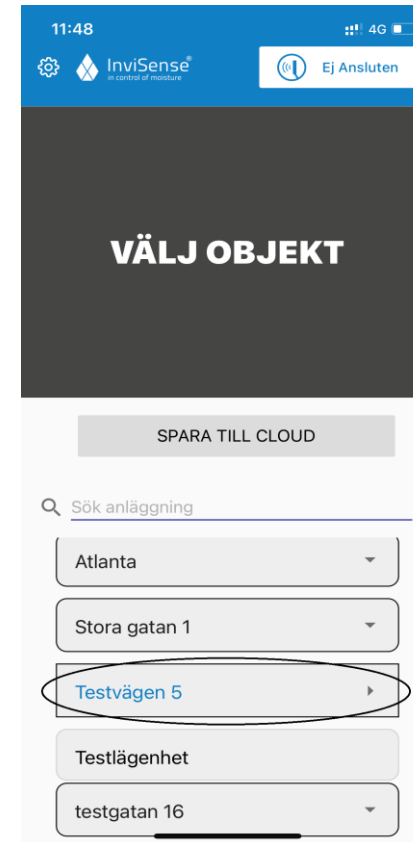 11:48
4G
InviSense®
in control of moisture
Ej Ansluten
VÄLJ OBJEKT
SPARA TILL CLOUD
Sök anläggning
Atlanta
Stora gatan 1
Testvägen 5
Testlägenhet
testgatan 16